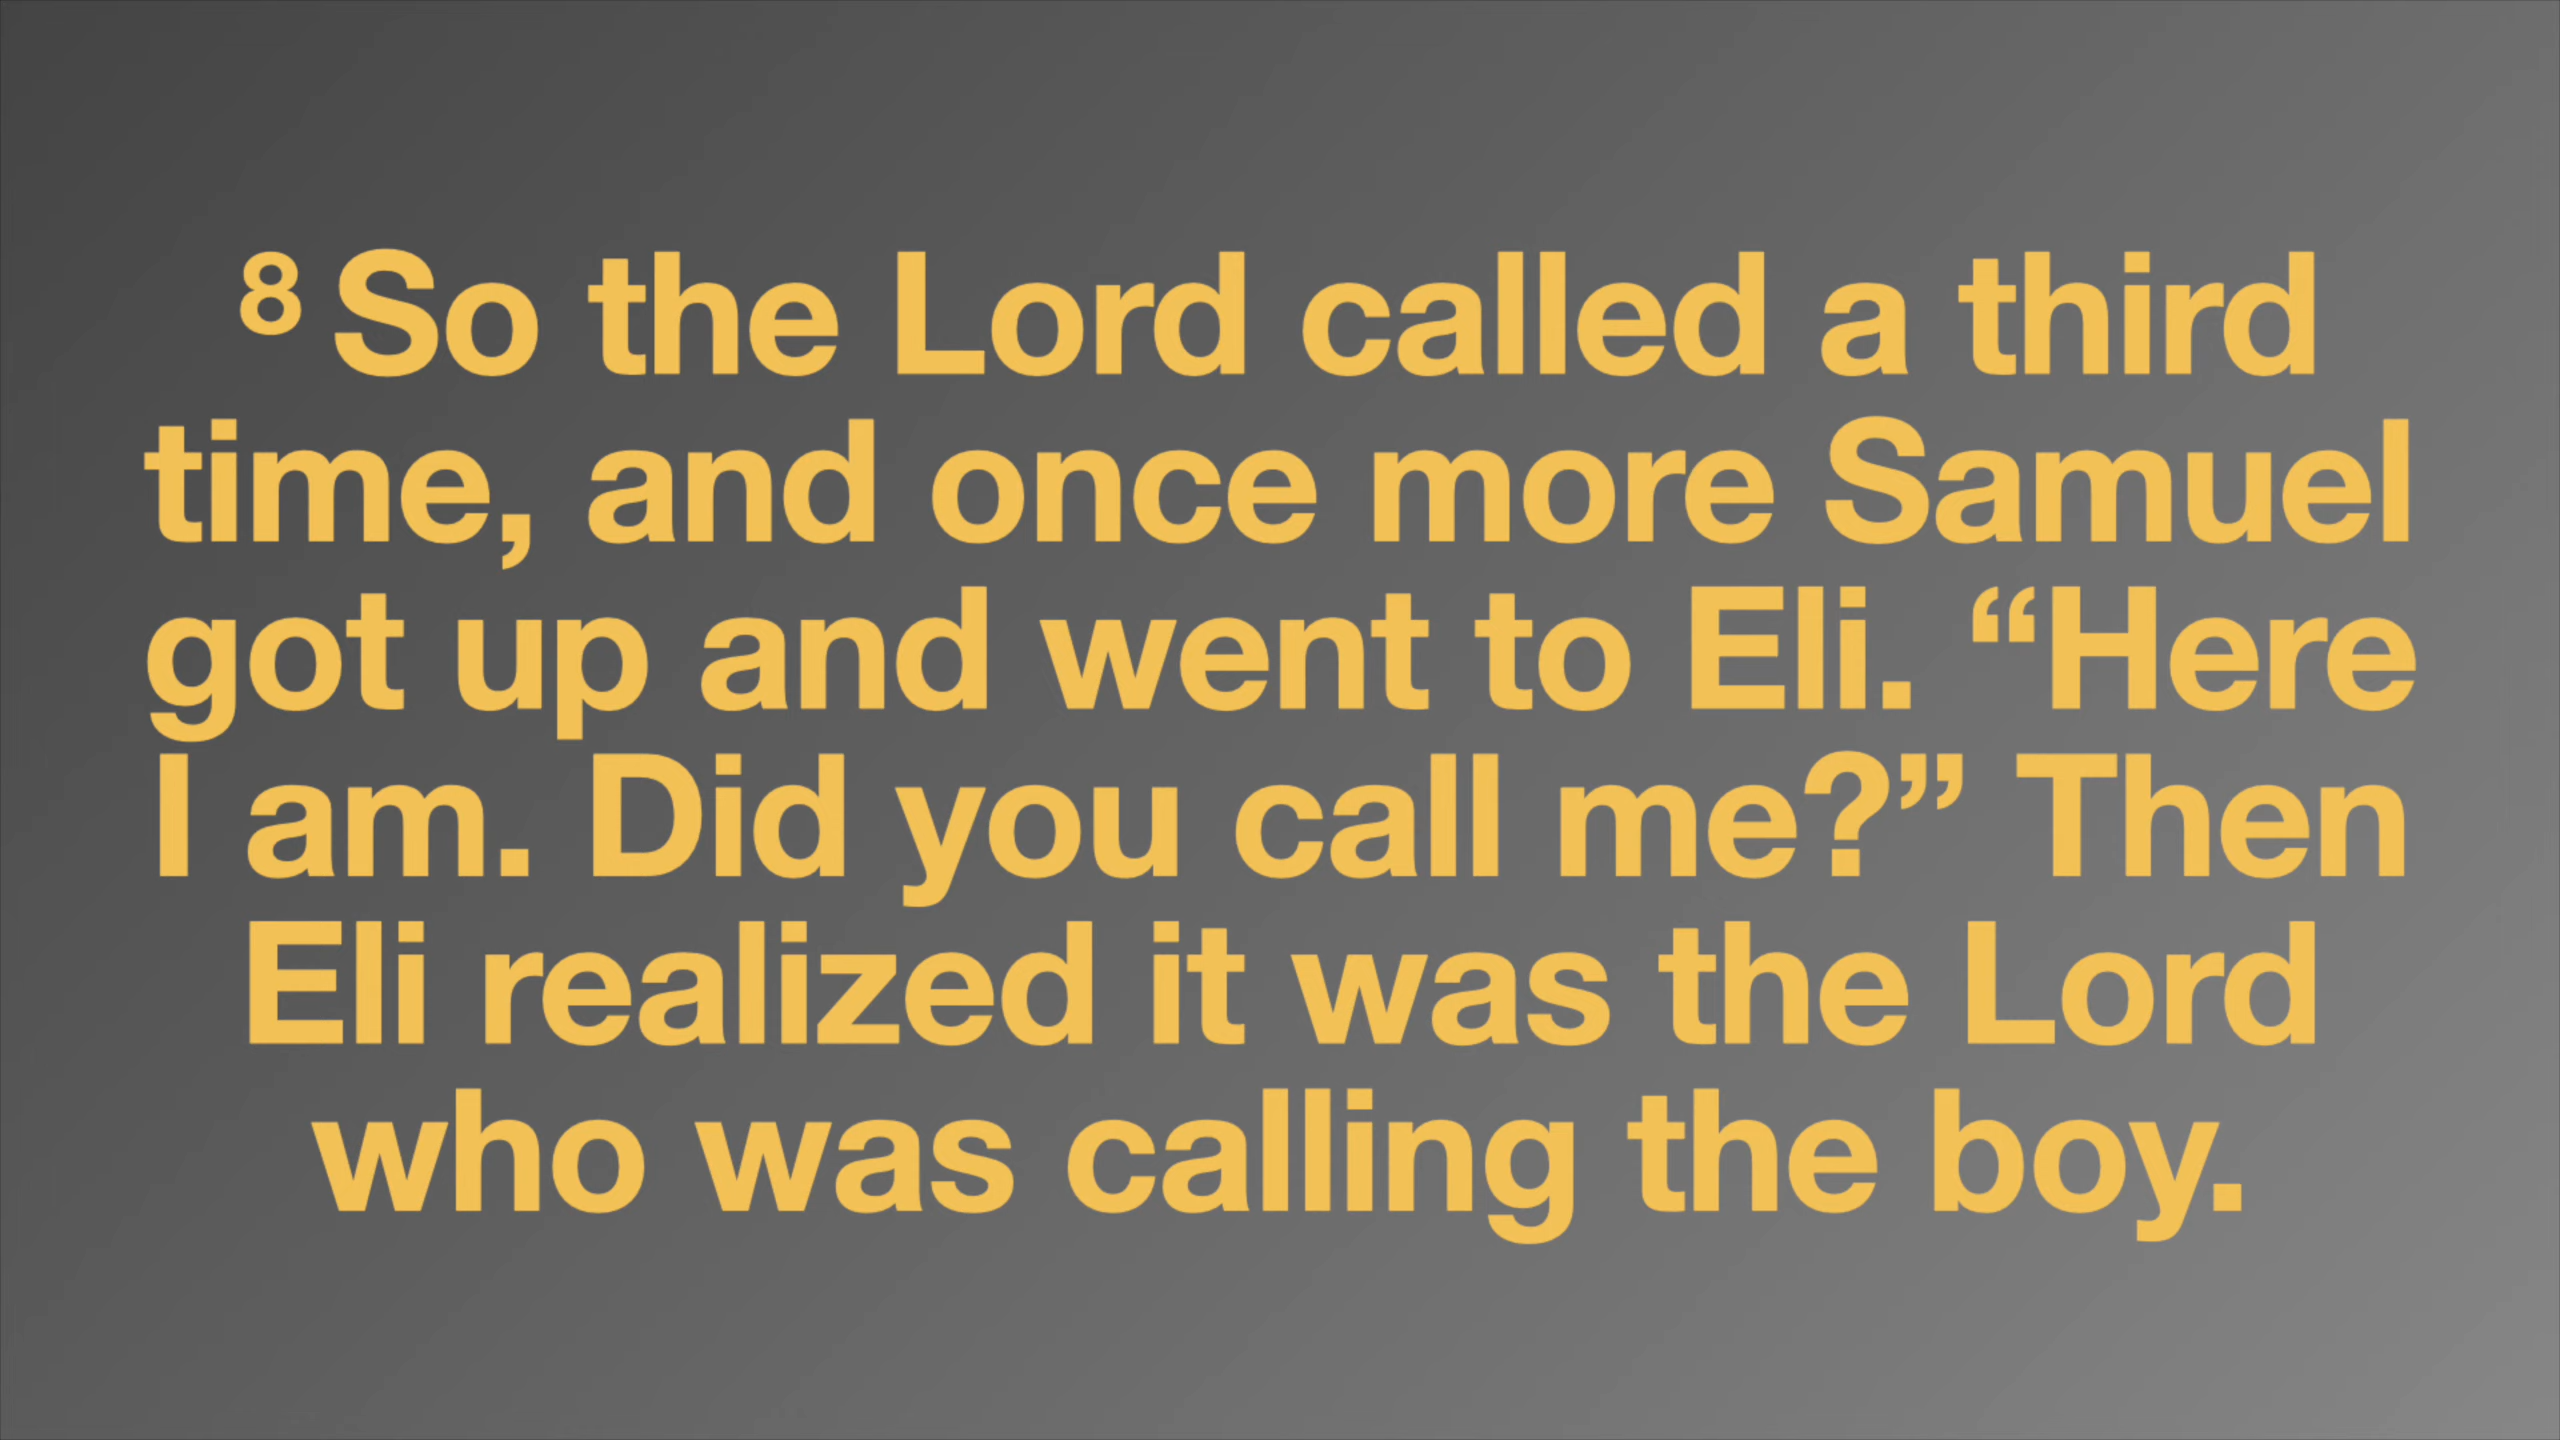 ⁸ So the Lord called a third
time, and once more Samuel
got up and went to Eli. “Here
I am. Did you call me?” Then
Eli realized it was the Lord
who was calling the boy.